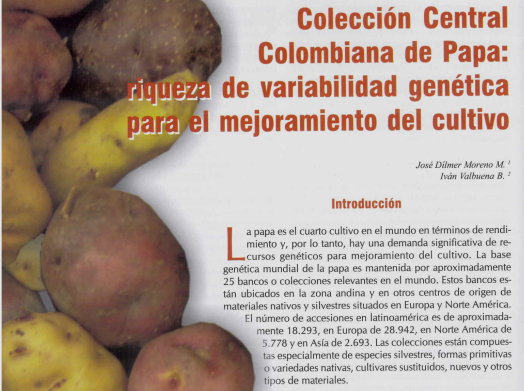 Colección Central
Colombiana de Papa:
riqueza de variabilidad genética
para el mejoramiento del cultivo
José Dilmer Moreno M. 1
Iván Valbuena B. 2
Introducción
La papa es el cuarto cultivo en el mundo en términos de rendi-
miento y, por lo tanto, hay una demanda significativa de re-
cursos genéticos para mejoramiento del cultivo. La base
genética mundial de la papa es mantenida por aproximadamente
25 bancos o colecciones relevantes en el mundo. Estos bancos es-
tán ubicados en la zona andina y en otros centros de origen de
materiales nativos y silvestres situados en Europa y Norte América.
El número de accesiones en latinoamérica es de aproximada-
mente 18.293, en Europa de 28.942, en Norte América de
5.778 y en Asía de 2.693. Las colecciones están compues-
tas especialmente de especies silvestres, formas primitivas
o variedades nativas, cultivares sustituidos, nuevos y otros
tipos de materiales.